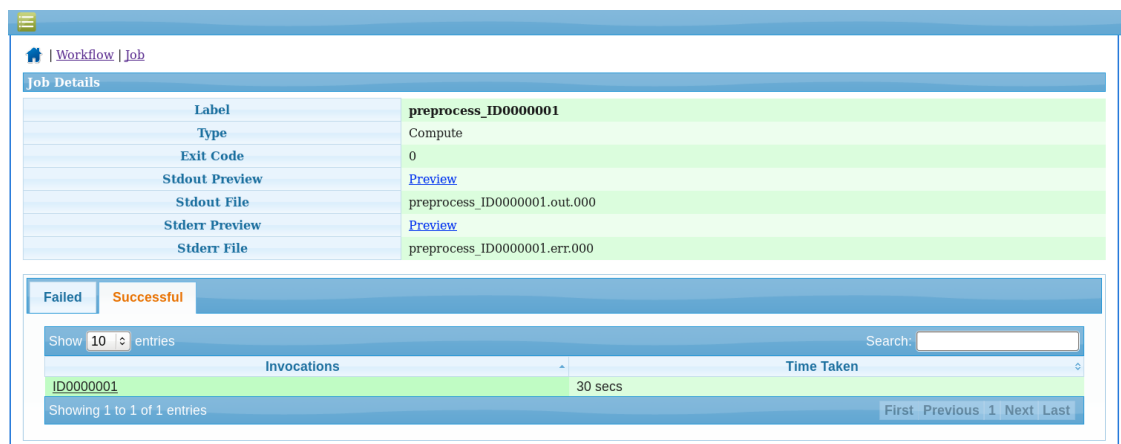 | Workflow | Job
Job Details
Label preprocess_ID0000001
Type Compute
Exit Code 0
Stdout Preview Preview
Stdout File preprocess_ID0000001.out.000
Stderr Preview Preview
Stderr File preprocess_ID0000001.err.000
Failed Successful
Show 10 entries Search:
Invocations Time Taken
ID0000001 30 secs
Showing 1 to 1 of 1 entries First Previous 1 Next Last